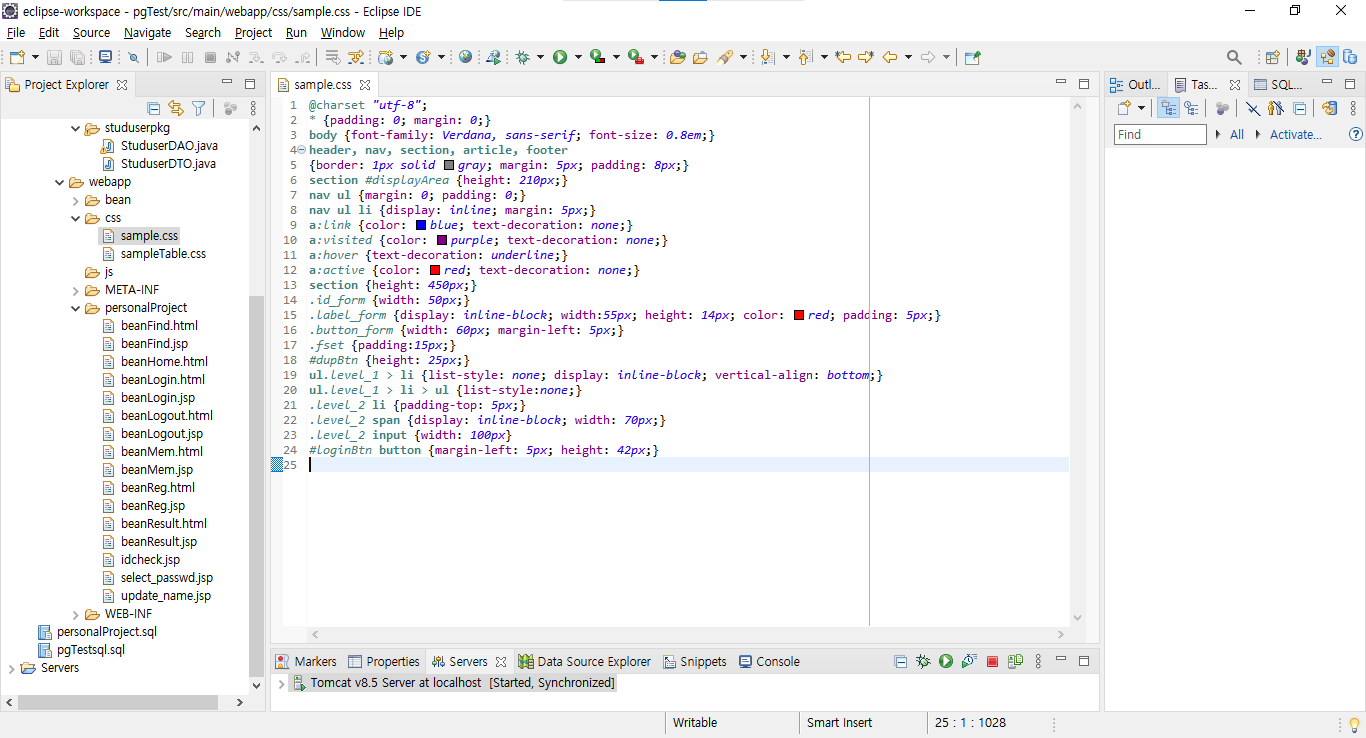 eclipse-workspace - pgTest/src/main/webapp/css/sample.css - Eclipse IDE
File Edit Source Navigate Search Project Run Window Help
Project Explorer
studuserpkg
StuduserDAO.java
StuduserDTO.java
webapp
bean
css
sample.css
sampleTable.css
js
META-INF
personalProject
beanFind.html
beanFind.jsp
beanHome.html
beanLogin.html
beanLogin.jsp
beanLogout.html
beanLogout.jsp
beanMem.html
beanMem.jsp
beanReg.html
beanReg.jsp
beanResult.html
beanResult.jsp
idcheck.jsp
select_passwd.jsp
update_name.jsp
WEB-INF
personalProject.sql
pgTestsql.sql
Servers
sample.css
1 @charset "utf-8";
2 * {padding: 0; margin: 0;}
3 body {font-family: Verdana, sans-serif; font-size: 0.8em;}
4 header, nav, section, article, footer
5 {border: 1px solid gray; margin: 5px; padding: 8px;}
6 section #displayArea {height: 210px;}
7 nav ul {margin: 0; padding: 0;}
8 nav ul li {display: inline; margin: 5px;}
9 a:link {color: blue; text-decoration: none;}
10 a:visited {color: purple; text-decoration: none;}
11 a:hover {text-decoration: underline;}
12 a:active {color: red; text-decoration: none;}
13 section {height: 450px;}
14 .id_form {width: 50px;}
15 .label_form {display: inline-block; width:55px; height: 14px; color: red; padding: 5px;}
16 .button_form {width: 60px; margin-left: 5px;}
17 .fset {padding:15px;}
18 #dupBtn {height: 25px;}
19 ul.level_1 > li {list-style: none; display: inline-block; vertical-align: bottom;}
20 ul.level_1 > li > ul {list-style:none;}
21 .level_2 li {padding-top: 5px;}
22 .level_2 span {display: inline-block; width: 70px;}
23 .level_2 input {width: 100px}
24 #loginBtn button {margin-left: 5px; height: 42px;}
25
Outl... Tas... SQL...
Find All Activate...
Markers Properties Servers Data Source Explorer Snippets Console
Tomcat v8.5 Server at localhost [Started, Synchronized]
Writable Smart Insert 25 : 1 : 1028